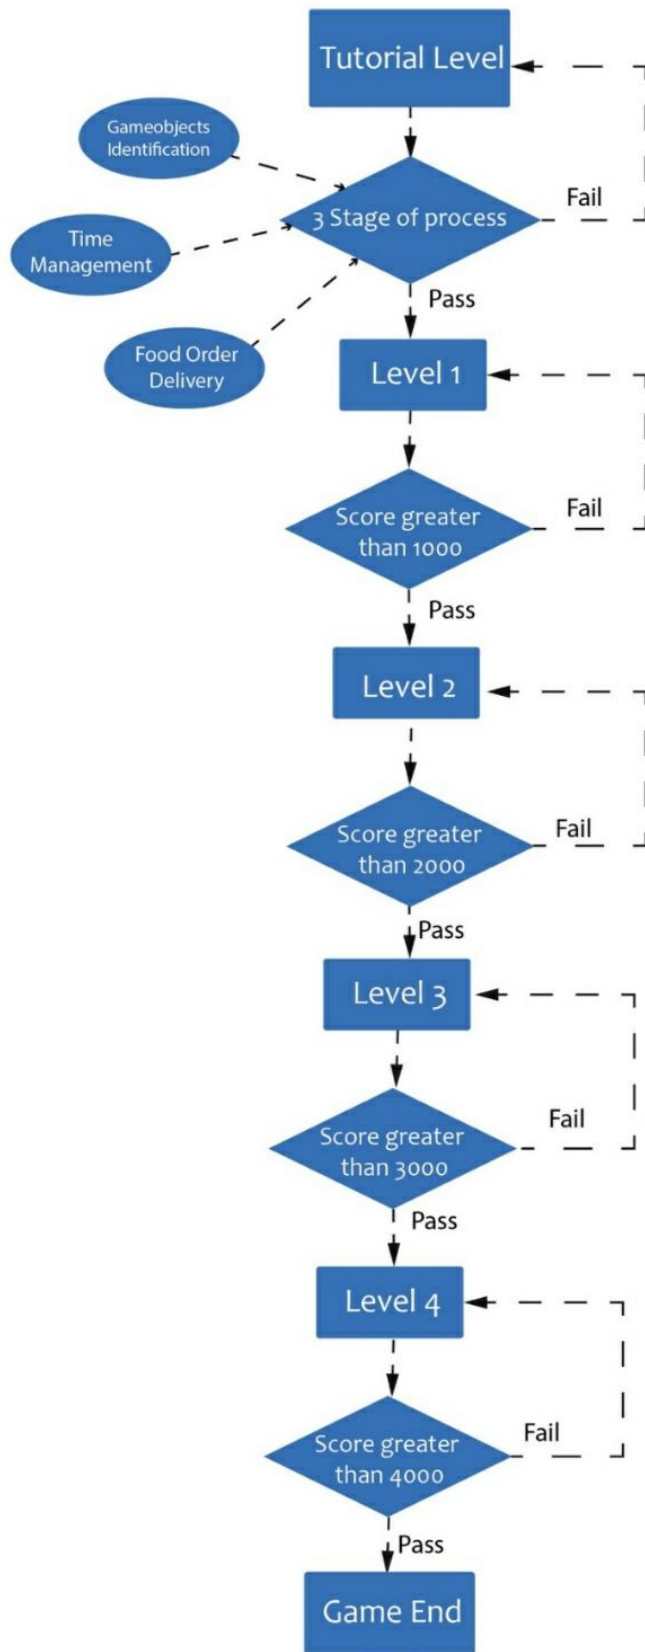 Tutorial Level
Gameobjects
Identification
3 Stage of process
Fail
Time
Management
Pass
Food Order
Delivery
Level 1
Score greater
than 1000
Fail
Pass
Level 2
Score greater
than 2000
Fail
Pass
Level 3
Score greater
than 3000
Fail
Pass
Level 4
Score greater
than 4000
Fail
Pass
Game End